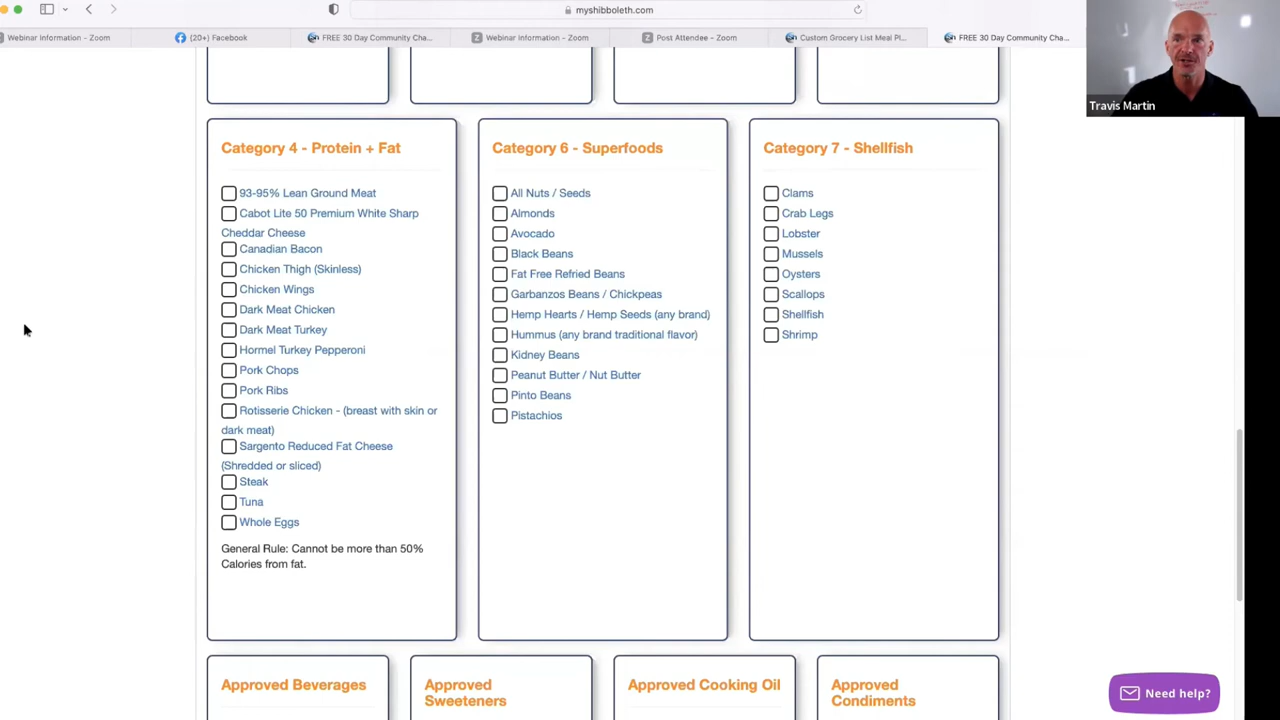 myshibboleth.com
Webinar Information - Zoom
(20+) Facebook
FREE 30 Day Community Cha...
Webinar Information - Zoom
Post Attendee - Zoom
Custom Grocery List Meal Pl...
FREE 30 Day Community Cha...
Travis Martin
Category 4 - Protein + Fat
93-95% Lean Ground Meat
Cabot Lite 50 Premium White Sharp
Cheddar Cheese
Canadian Bacon
Chicken Thigh (Skinless)
Chicken Wings
Dark Meat Chicken
Dark Meat Turkey
Hormel Turkey Pepperoni
Pork Chops
Pork Ribs
Rotisserie Chicken - (breast with skin or
dark meat)
Sargento Reduced Fat Cheese
(Shredded or sliced)
Steak
Tuna
Whole Eggs
General Rule: Cannot be more than 50%
Calories from fat.
Category 6 - Superfoods
All Nuts / Seeds
Almonds
Avocado
Black Beans
Fat Free Refried Beans
Garbanzos Beans / Chickpeas
Hemp Hearts / Hemp Seeds (any brand)
Hummus (any brand traditional flavor)
Kidney Beans
Peanut Butter / Nut Butter
Pinto Beans
Pistachios
Category 7 - Shellfish
Clams
Crab Legs
Lobster
Mussels
Oysters
Scallops
Shellfish
Shrimp
Approved Beverages
Approved
Sweeteners
Approved Cooking Oil
Approved
Condiments
Need help?